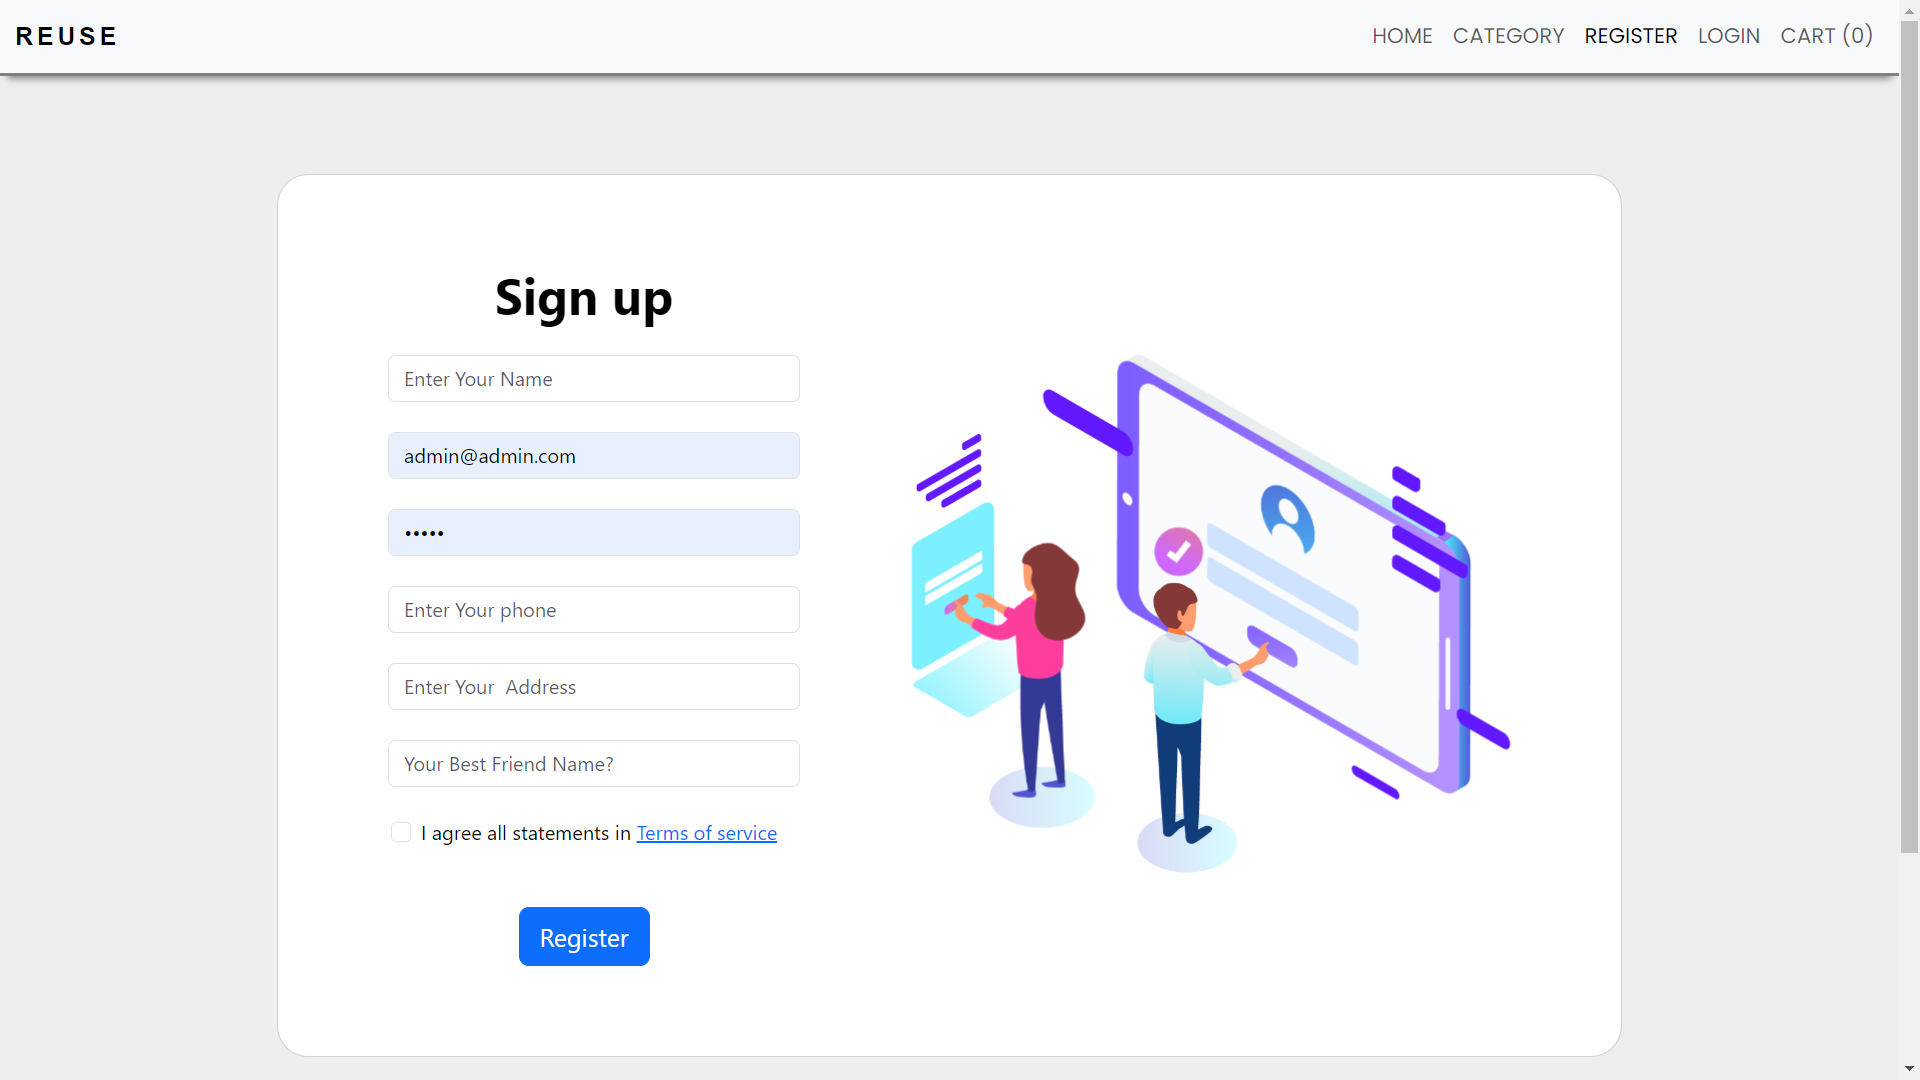 REUSE
HOME CATEGORY REGISTER LOGIN CART (0)
Sign up
Enter Your Name
admin@admin.com
•••••
Enter Your phone
Enter Your  Address
Your Best Friend Name?
I agree all statements in Terms of service
Register